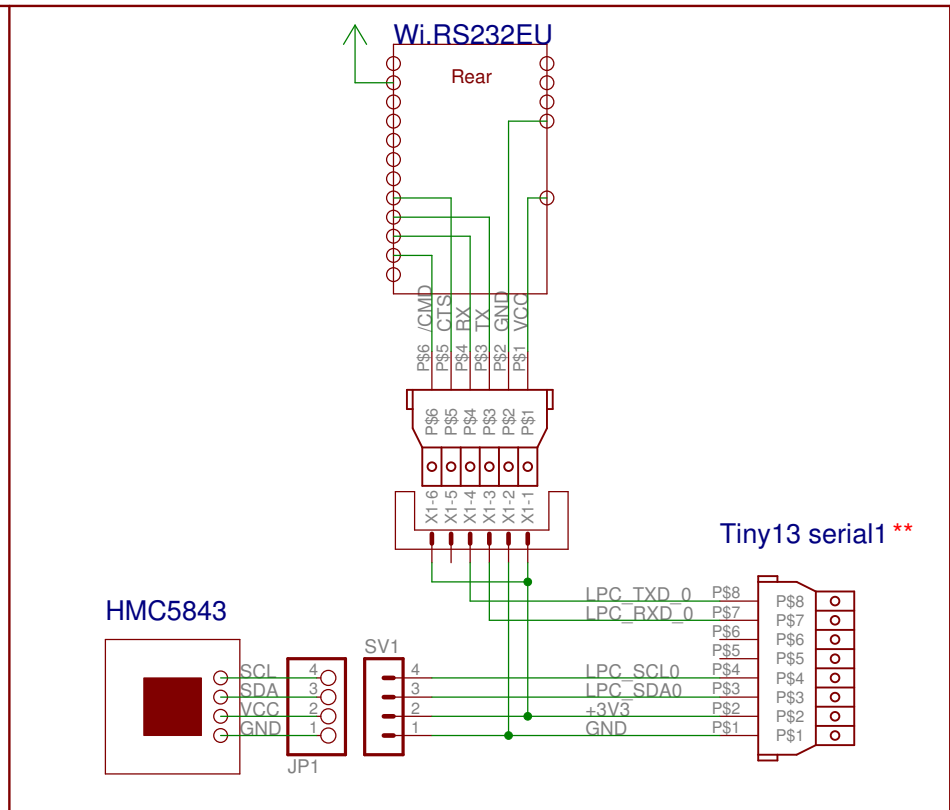 Wi.RS232EU
Rear
/CMD
CTS
RX
TX
GND
VCC
P$6
P$5
P$4
P$3
P$2
P$1
P$6
P$5
P$4
P$3
P$2
P$1
X1-6
X1-5
X1-4
X1-3
X1-2
X1-1
Tiny13 serial1 **
LPC_TXD_0 P$8 P$8
LPC_RXD_0 P$7 P$7
P$6 P$6
P$5 P$5
LPC_SCL0 P$4 P$4
LPC_SDA0 P$3 P$3
+3V3 P$2 P$2
GND P$1 P$1
HMC5843
SV1
SCL 4 4
SDA 3 3
VCC 2 2
GND 1 1
JP1